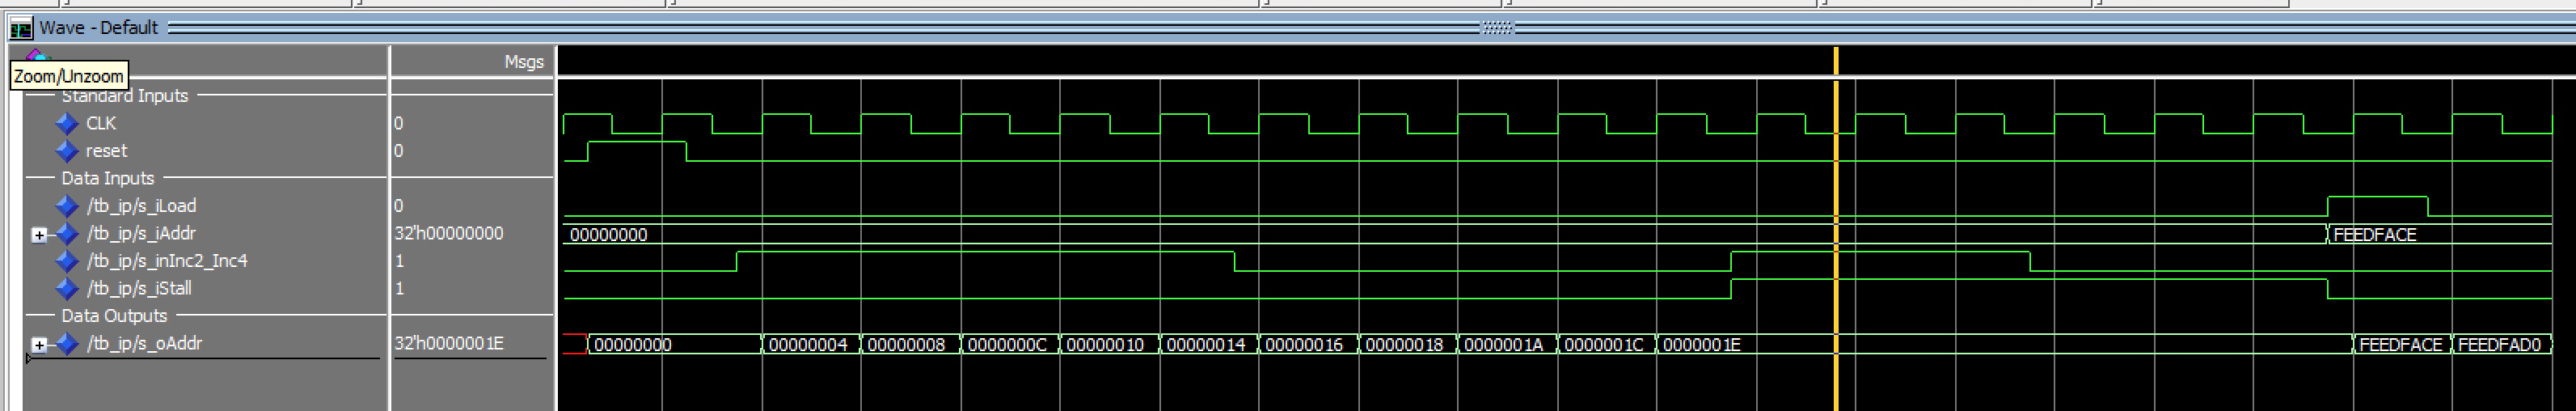 Wave - Default
Zoom/Unzoom
Msgs
Standard Inputs
CLK 0
reset 0
Data Inputs
/tb_ip/s_iLoad 0
/tb_ip/s_iAddr 32'h00000000 00000000 FEEDFACE
/tb_ip/s_inInc2_Inc4 1
/tb_ip/s_iStall 1
Data Outputs
/tb_ip/s_oAddr 32'h0000001E 00000000 00000004 00000008 0000000C 00000010 00000014 00000016 00000018 0000001A 0000001C 0000001E FEEDFACE FEEDFAD0